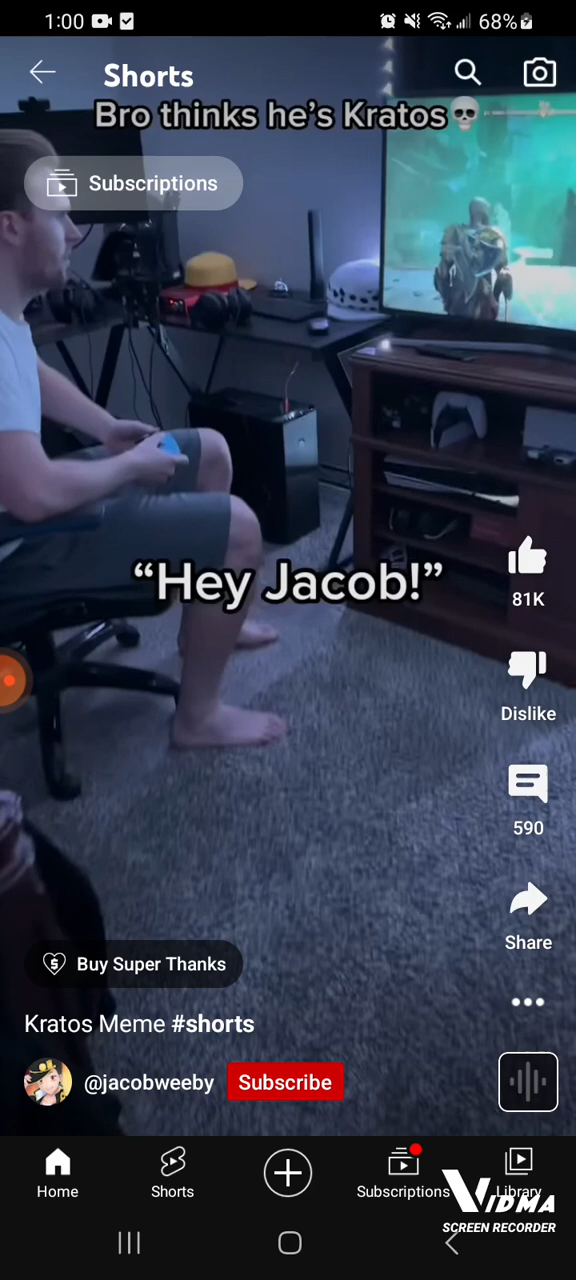 1:00 68%
Shorts
Bro thinks he's Kratos💀
Subscriptions
"Hey Jacob!"
81K
Dislike
590
Share
Buy Super Thanks
Kratos Meme #shorts
@jacobweeby Subscribe
Home Shorts Subscriptions Library
VIDMA
SCREEN RECORDER